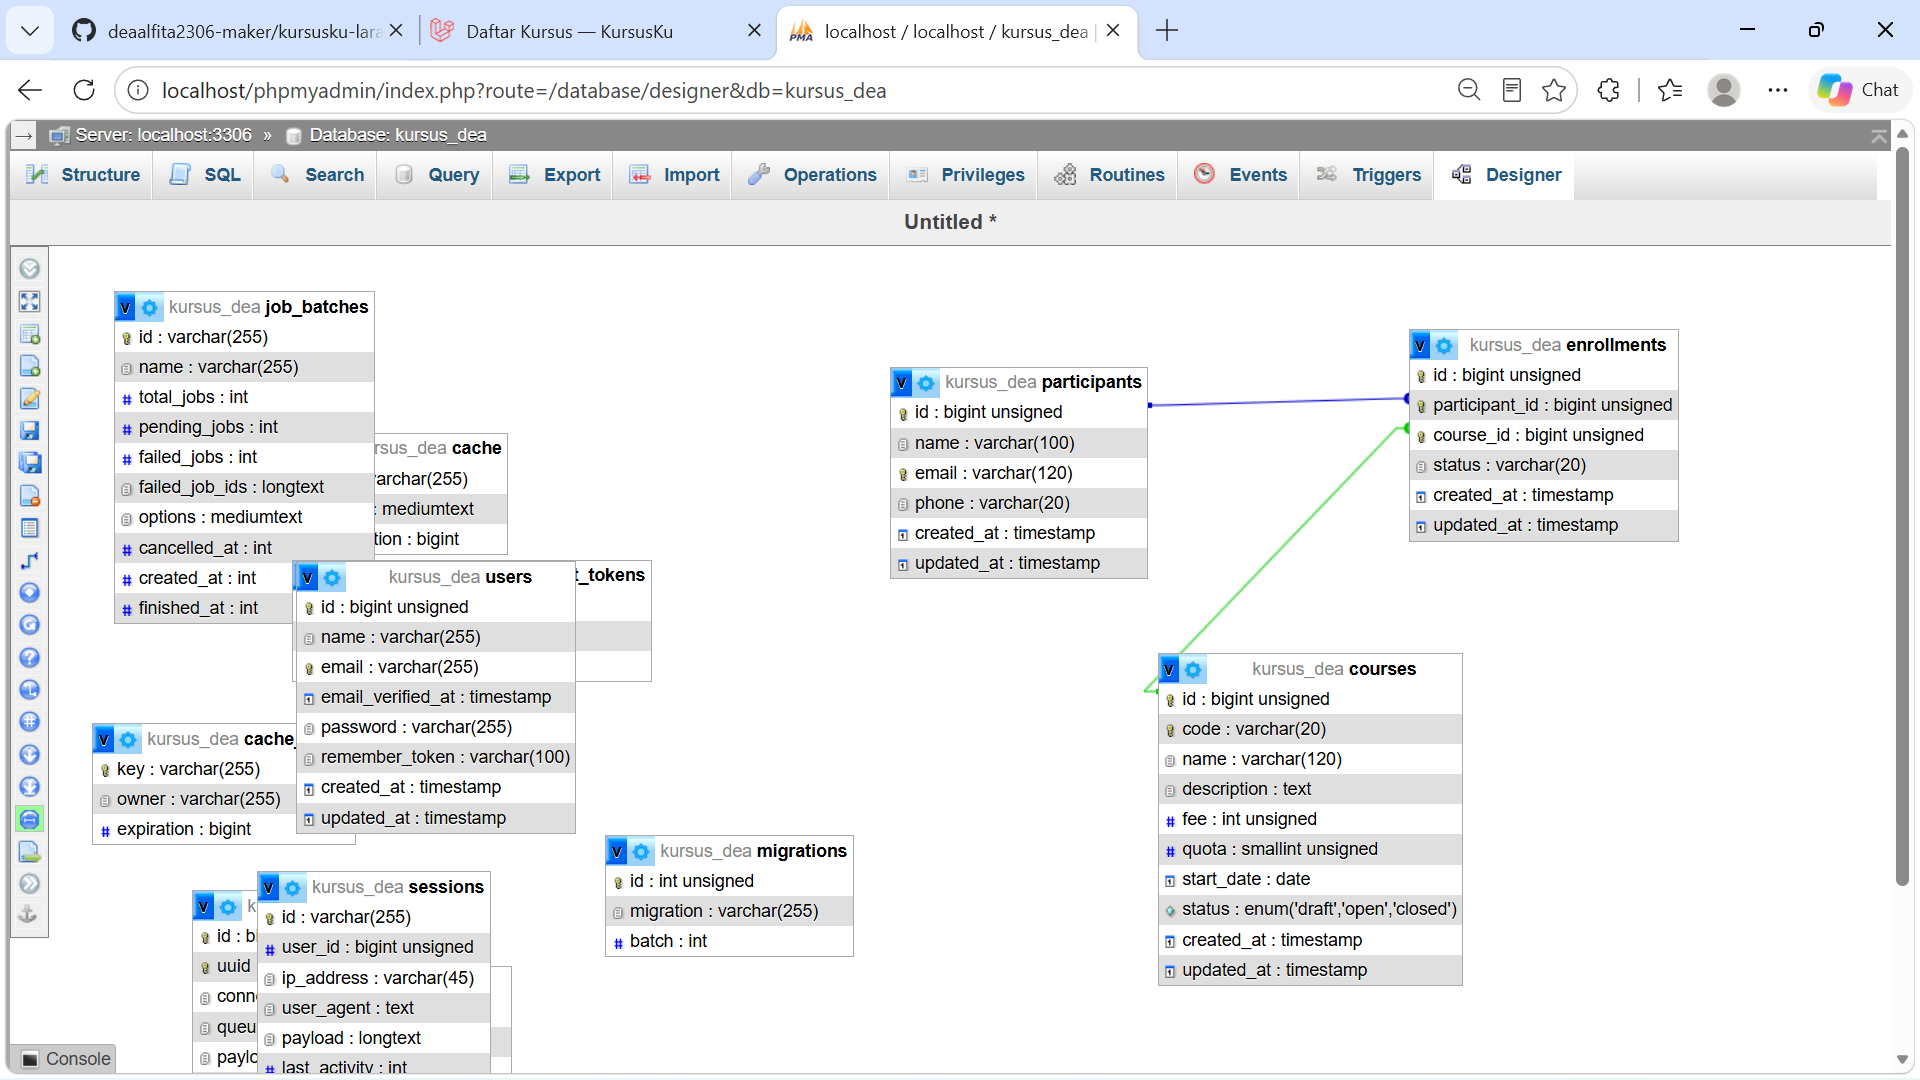 deaalfita2306-maker/kursusku-lara
Daftar Kursus — KursusKu
localhost / localhost / kursus_dea |
localhost/phpmyadmin/index.php?route=/database/designer&db=kursus_dea
Chat
Server: localhost:3306 » Database: kursus_dea
Structure
SQL
Search
Query
Export
Import
Operations
Privileges
Routines
Events
Triggers
Designer
Untitled *
kursus_dea job_batches
id : varchar(255)
name : varchar(255)
total_jobs : int
pending_jobs : int
failed_jobs : int
failed_job_ids : longtext
options : mediumtext
cancelled_at : int
created_at : int
finished_at : int
rsus_dea cache
varchar(255)
: mediumtext
tion : bigint
t_tokens
kursus_dea users
id : bigint unsigned
name : varchar(255)
email : varchar(255)
email_verified_at : timestamp
password : varchar(255)
remember_token : varchar(100)
created_at : timestamp
updated_at : timestamp
kursus_dea cache_
key : varchar(255)
owner : varchar(255)
expiration : bigint
k
id : bi
uuid
conn
queu
paylo
kursus_dea sessions
id : varchar(255)
user_id : bigint unsigned
ip_address : varchar(45)
user_agent : text
payload : longtext
last_activity : int
kursus_dea migrations
id : int unsigned
migration : varchar(255)
batch : int
kursus_dea participants
id : bigint unsigned
name : varchar(100)
email : varchar(120)
phone : varchar(20)
created_at : timestamp
updated_at : timestamp
kursus_dea enrollments
id : bigint unsigned
participant_id : bigint unsigned
course_id : bigint unsigned
status : varchar(20)
created_at : timestamp
updated_at : timestamp
kursus_dea courses
id : bigint unsigned
code : varchar(20)
name : varchar(120)
description : text
fee : int unsigned
quota : smallint unsigned
start_date : date
status : enum('draft','open','closed')
created_at : timestamp
updated_at : timestamp
Console